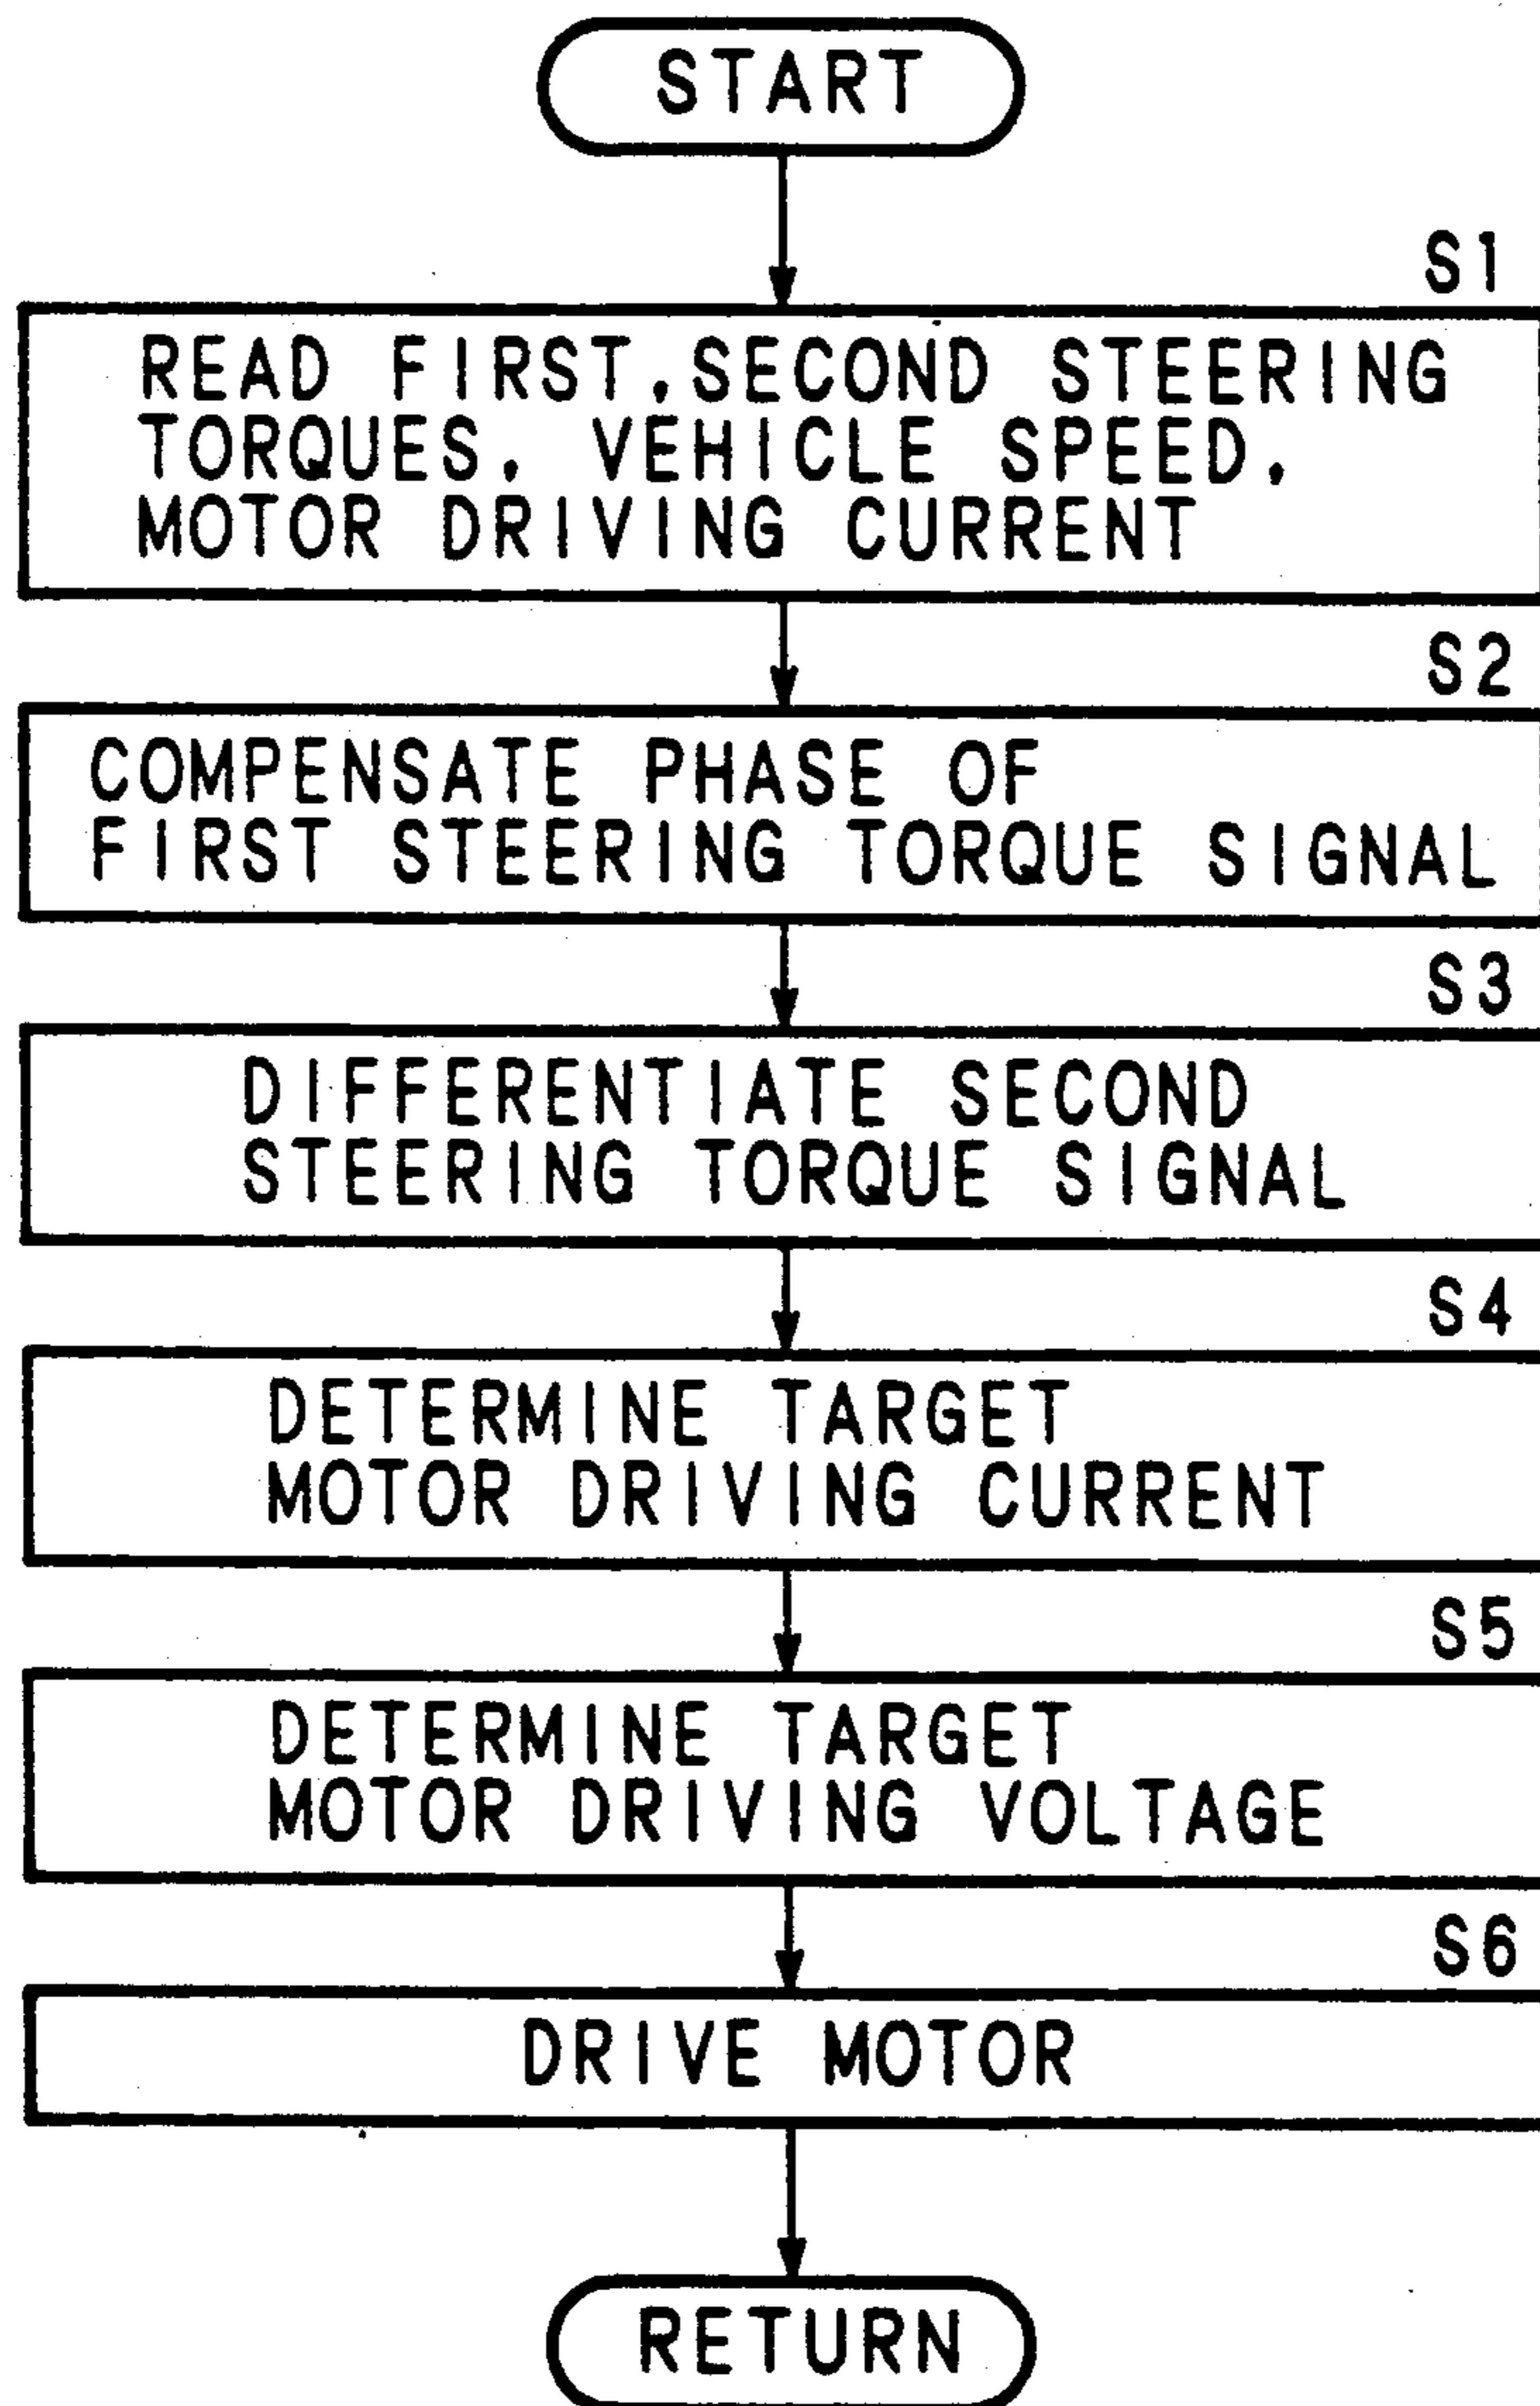 START
S1
READ FIRST,SECOND STEERING
TORQUES, VEHICLE SPEED,
MOTOR DRIVING CURRENT
S2
COMPENSATE PHASE OF
FIRST STEERING TORQUE SIGNAL
S3
DIFFERENTIATE SECOND
STEERING TORQUE SIGNAL
S4
DETERMINE TARGET
MOTOR DRIVING CURRENT
S5
DETERMINE TARGET
MOTOR DRIVING VOLTAGE
S6
DRIVE MOTOR
RETURN